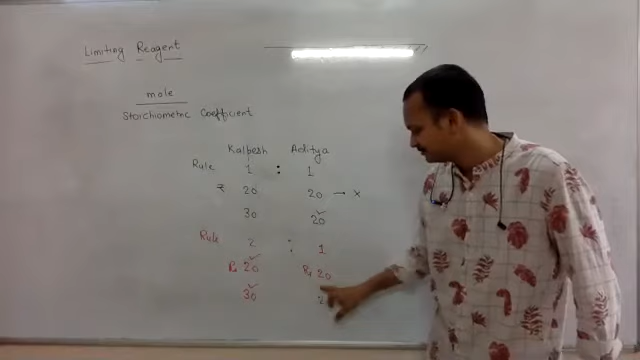 Limiting Reagent
mole
Stoichiometric Coefficient
Kalpesh Aditya
Rule 1 : 1
₹ 20 20 → x
30 20 ✓
Rule 2 : 1
Rs 20 ✓ Rs 20
30 ✓ 2